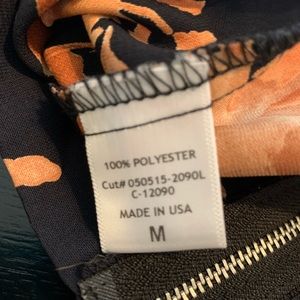 100% POLYESTER
Cut# 050515-2090L
C-12090
MADE IN USA
M